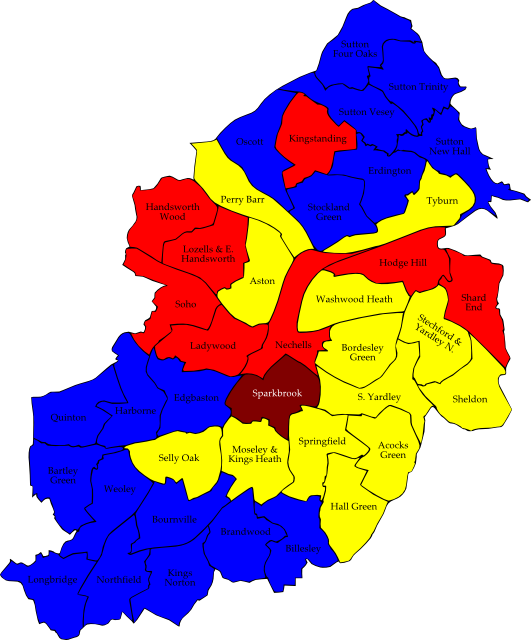 Sutton
Four Oaks
Sutton Trinity
Sutton Vesey
Kingstanding
Oscott
Sutton
New Hall
Erdington
Perry Barr
Tyburn
Handsworth
Wood
Stockland
Green
Lozells & E.
Handsworth
Hodge Hill
Aston
Washwood Heath
Shard
End
Soho
Stechford &
Yardley N.
Ladywood
Nechells
Bordesley
Green
Sparkbrook
Edgbaston
S. Yardley
Sheldon
Harborne
Quinton
Springfield
Acocks
Green
Moseley &
Kings Heath
Selly Oak
Bartley
Green
Weoley
Hall Green
Bournville
Brandwood
Billesley
Longbridge
Northfield
Kings
Norton